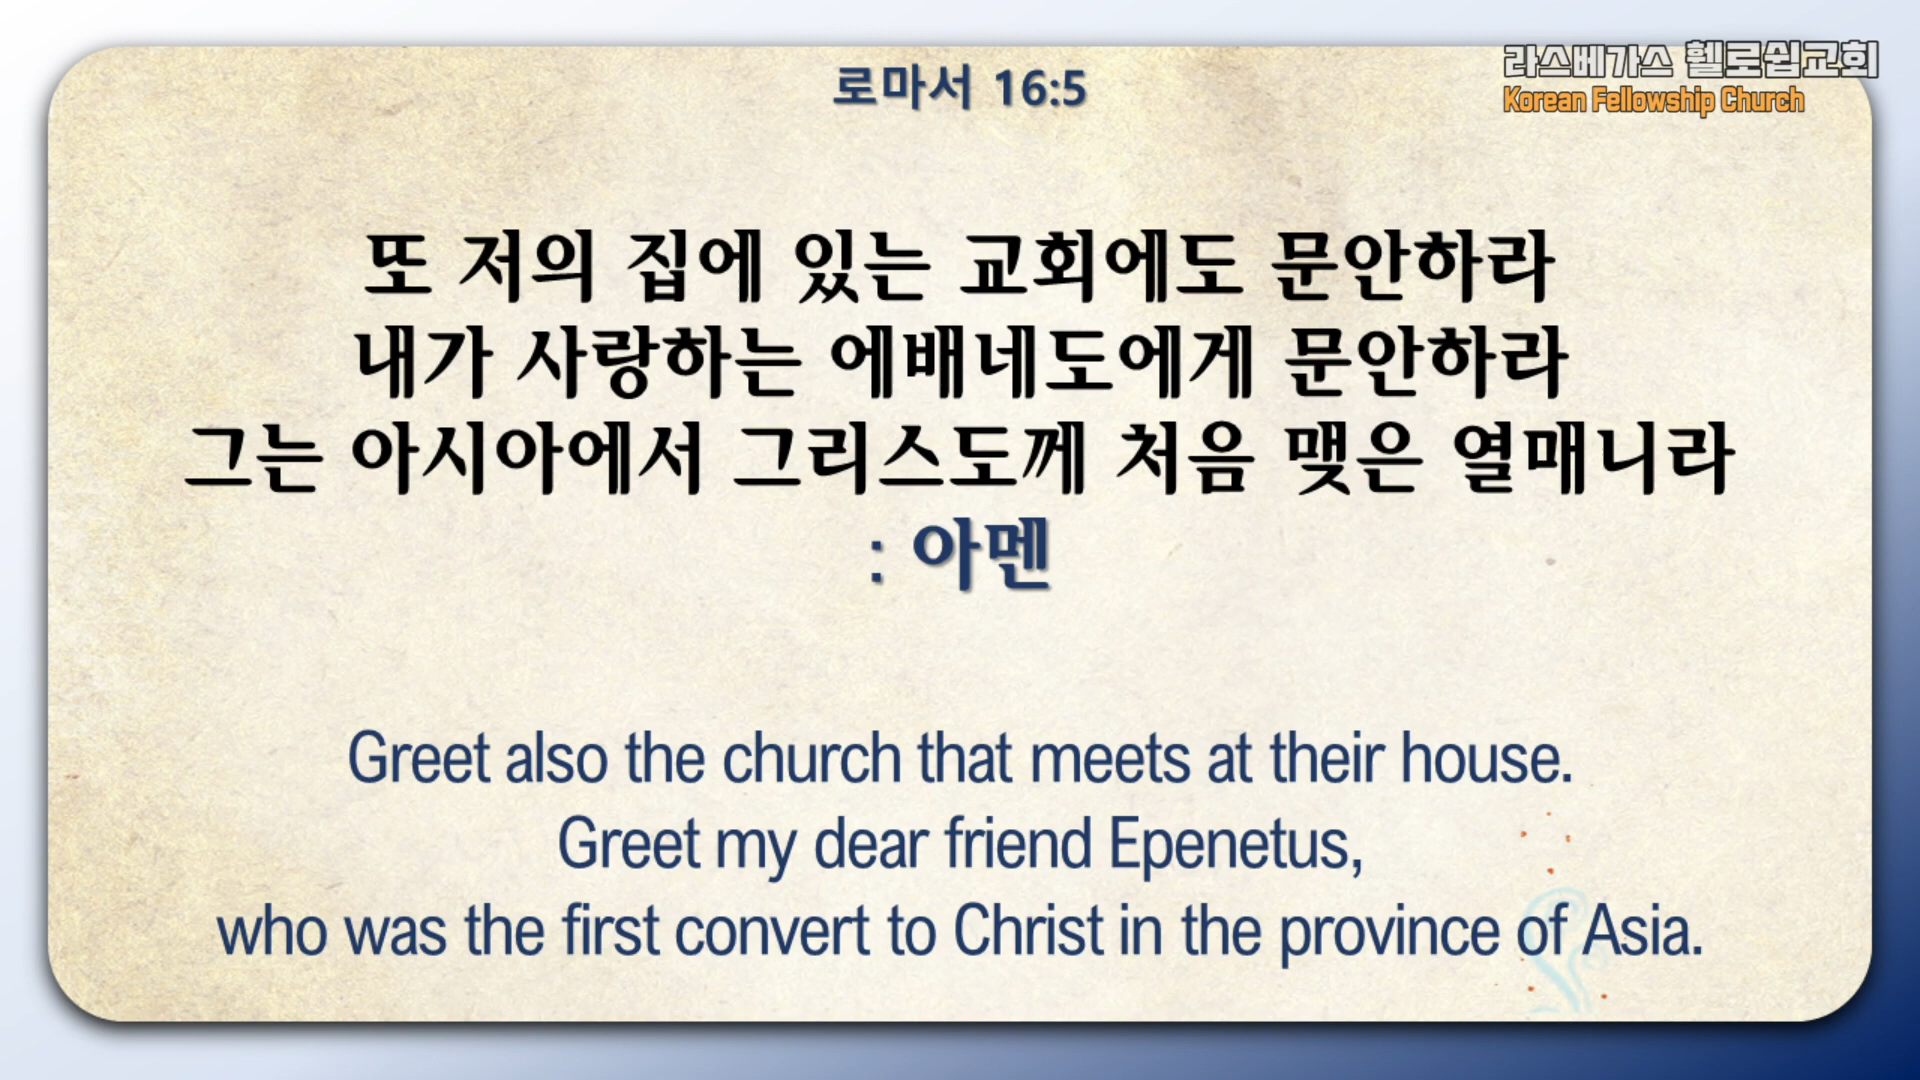 로마서 16:5
라스베가스 휄로쉽교회
Korean Fellowship Church
또 저의 집에 있는 교회에도 문안하라
내가 사랑하는 에배네도에게 문안하라
그는 아시아에서 그리스도께 처음 맺은 열매니라
: 아멘
Greet also the church that meets at their house.
Greet my dear friend Epenetus,
who was the first convert to Christ in the province of Asia.